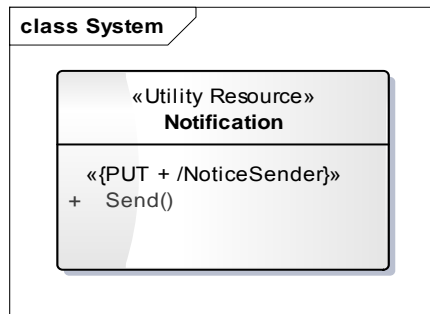 class System
«Utility Resource»
Notification
«{PUT + /NoticeSender}»
+ Send()